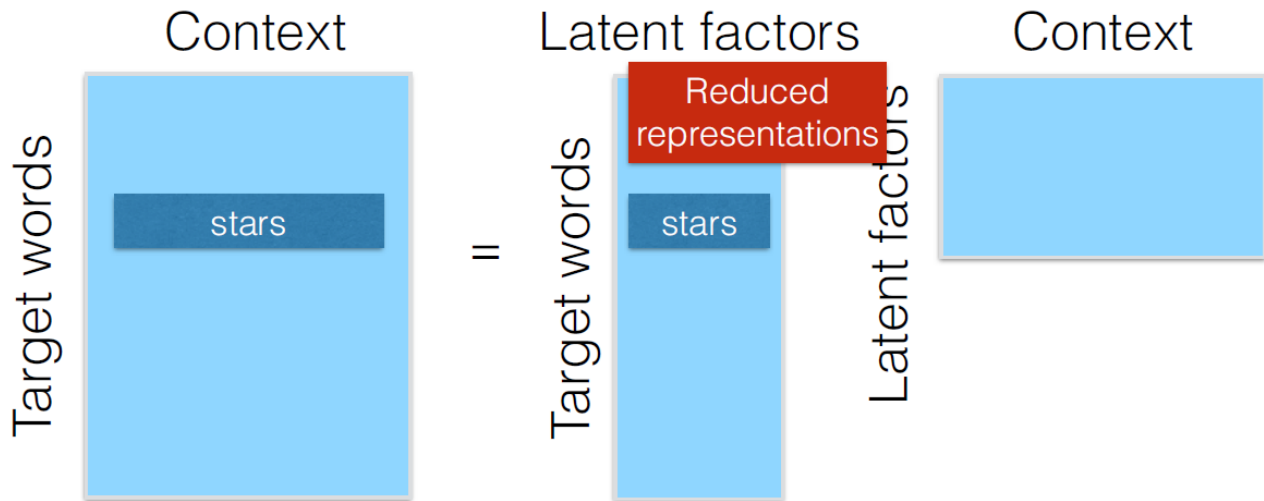 Context
Latent factors
Context
Target words
stars
=
Target words
Reduced
representations
stars
Latent factors